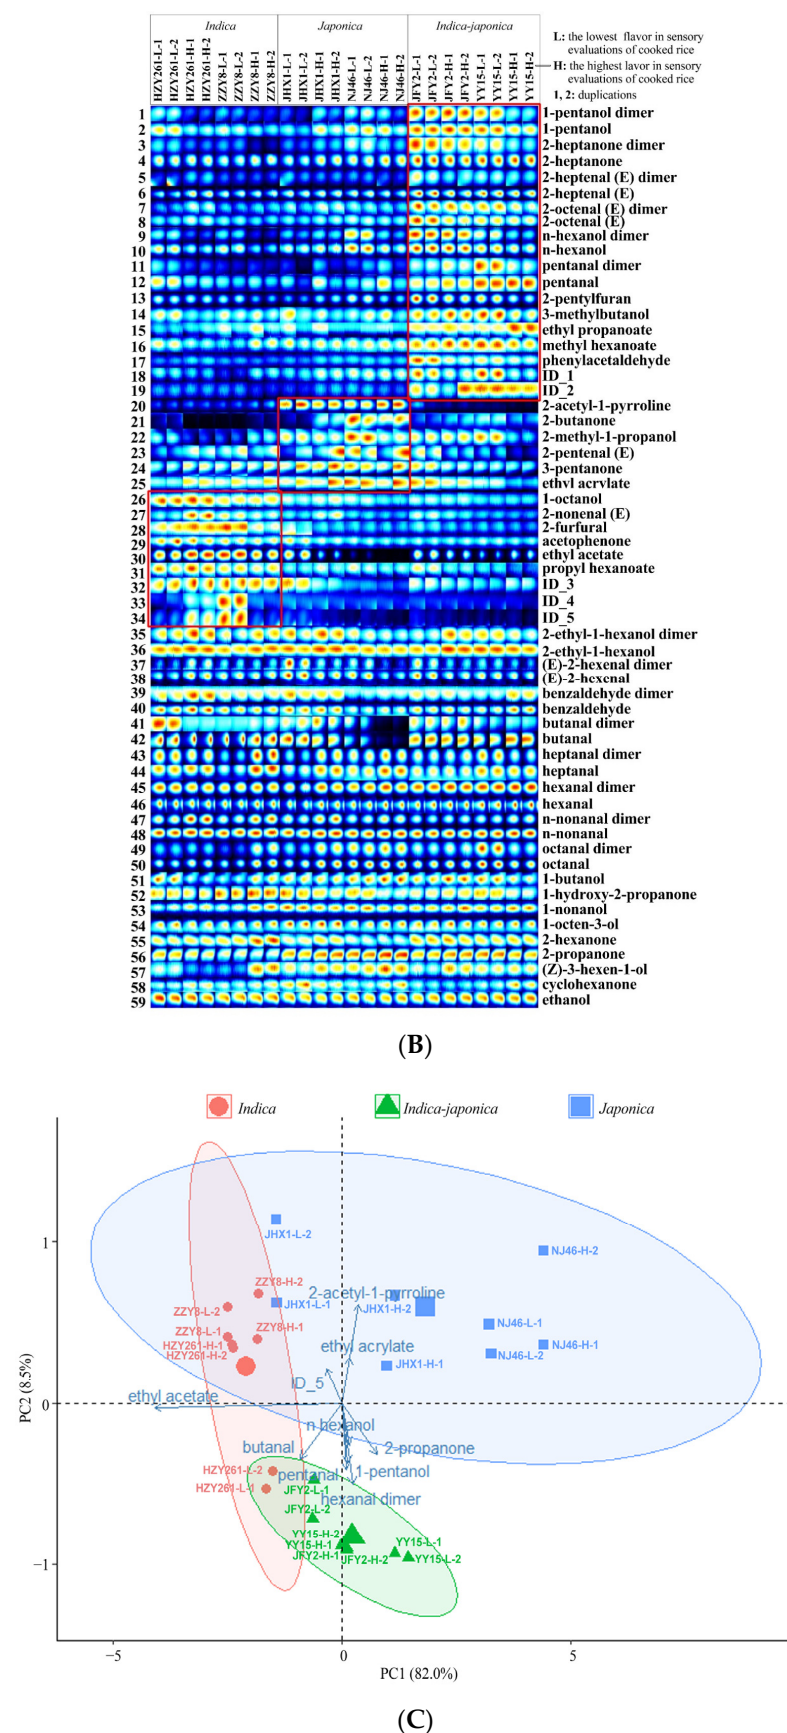 Indica Japonica Indica-japonica
HZY261-L-1 HZY261-L-2 HZY261-H-1 HZY261-H-2 ZZY8-L-1 ZZY8-L-2 ZZY8-H-1 ZZY8-H-2 JHX1-L-1 JHX1-L-2 JHX1-H-1 JHX1-H-2 NJ46-L-1 NJ46-L-2 NJ46-H-1 NJ46-H-2 JFY2-L-1 JFY2-L-2 JFY2-H-1 JFY2-H-2 YY15-L-1 YY15-L-2 YY15-H-1 YY15-H-2
L: the lowest flavor in sensory
evaluations of cooked rice
H: the highest lavor in sensory
evaluations of cooked rice
1, 2: duplications
1 1-pentanol dimer
2 1-pentanol
3 2-heptanone dimer
4 2-heptanone
5 2-heptenal (E) dimer
6 2-heptenal (E)
7 2-octenal (E) dimer
8 2-octenal (E)
9 n-hexanol dimer
10 n-hexanol
11 pentanal dimer
12 pentanal
13 2-pentylfuran
14 3-methylbutanol
15 ethyl propanoate
16 methyl hexanoate
17 phenylacetaldehyde
18 ID_1
19 ID_2
20 2-acetyl-1-pyrroline
21 2-butanone
22 2-methyl-1-propanol
23 2-pentenal (E)
24 3-pentanone
25 ethyl acrylate
26 1-octanol
27 2-nonenal (E)
28 2-furfural
29 acetophenone
30 ethyl acetate
31 propyl hexanoate
32 ID_3
33 ID_4
34 ID_5
35 2-ethyl-1-hexanol dimer
36 2-ethyl-1-hexanol
37 (E)-2-hexenal dimer
38 (E)-2-hexenal
39 benzaldehyde dimer
40 benzaldehyde
41 butanal dimer
42 butanal
43 heptanal dimer
44 heptanal
45 hexanal dimer
46 hexanal
47 n-nonanal dimer
48 n-nonanal
49 octanal dimer
50 octanal
51 1-butanol
52 1-hydroxy-2-propanone
53 1-nonanol
54 1-octen-3-ol
55 2-hexanone
56 2-propanone
57 (Z)-3-hexen-1-ol
58 cyclohexanone
59 ethanol
(B)
Indica Indica-japonica Japonica
1
JHX1-L-2
NJ46-H-2
ZZY8-H-2
2-acetyl-1-pyrroline
JHX1-L-1
JHX1-H-2
ZZY8-L-2
NJ46-L-1
ZZY8-L-1
ZZY8-H-1
HZY261-H-1
ethyl acrylate
NJ46-H-1
HZY261-H-2
NJ46-L-2
JHX1-H-1
ID_5
ethyl acetate
PC2 (8.5%)
0
n hexanol
butanal
2-propanone
HZY261-L-2
pentanal
1-pentanol
HZY261-L-1
JFY2-L-1
hexanal dimer
JFY2-L-2
YY15-H-2
YY15-L-1
YY15-H-1
JFY2-H-1
JFY2-H-2
YY15-L-2
−1
−5 0 5
PC1 (82.0%)
(C)